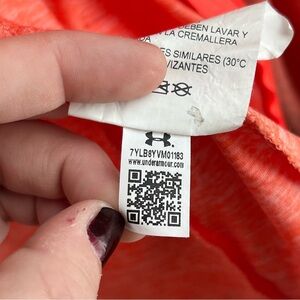 DEBEN LAVAR Y
LA CREMALLERA
ES SIMILARES (30°C
VIZANTES
7YLB8YVM01183
www.underarmour.com